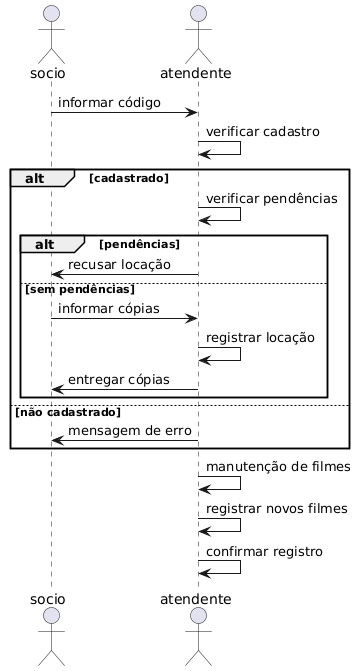 socio
atendente
informar código
verificar cadastro
alt [cadastrado]
verificar pendências
alt [pendências]
recusar locação
[sem pendências]
informar cópias
registrar locação
entregar cópias
[não cadastrado]
mensagem de erro
manutenção de filmes
registrar novos filmes
confirmar registro
socio
atendente